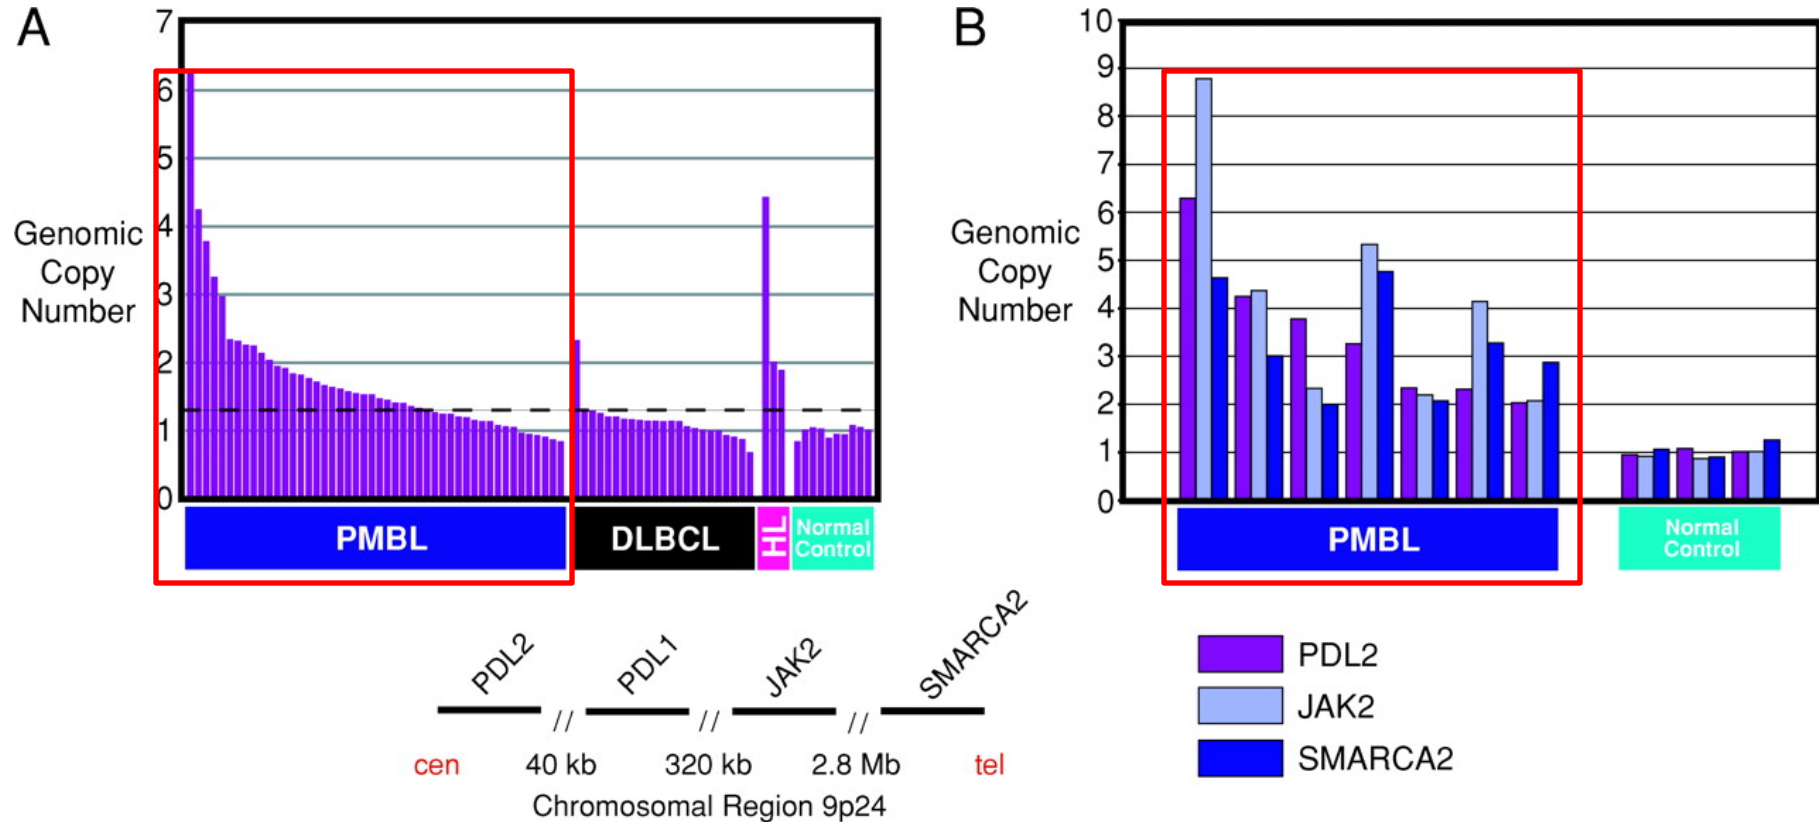 A
7
6
5
4
3
2
1
0
Genomic
Copy
Number
PMBL
DLBCL
HL
Normal
Control
B
10
9
8
7
6
5
4
3
2
1
0
Genomic
Copy
Number
PMBL
Normal
Control
PDL2
PDL1
JAK2
SMARCA2
//
//
//
cen
40 kb
320 kb
2.8 Mb
tel
Chromosomal Region 9p24
PDL2
JAK2
SMARCA2